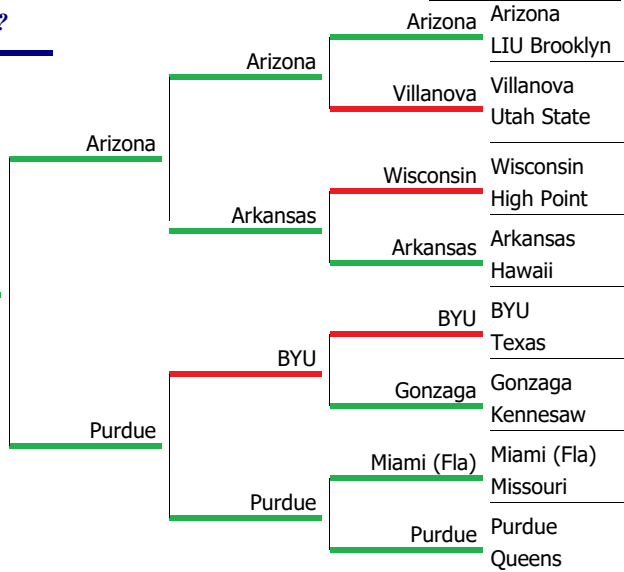 ?
Arizona
Arizona
LIU Brooklyn
Arizona
Villanova
Villanova
Utah State
Arizona
Wisconsin
Wisconsin
High Point
Arkansas
Arkansas
Arkansas
Hawaii
BYU
BYU
Texas
BYU
Gonzaga
Gonzaga
Kennesaw
Purdue
Miami (Fla)
Miami (Fla)
Missouri
Purdue
Purdue
Purdue
Queens